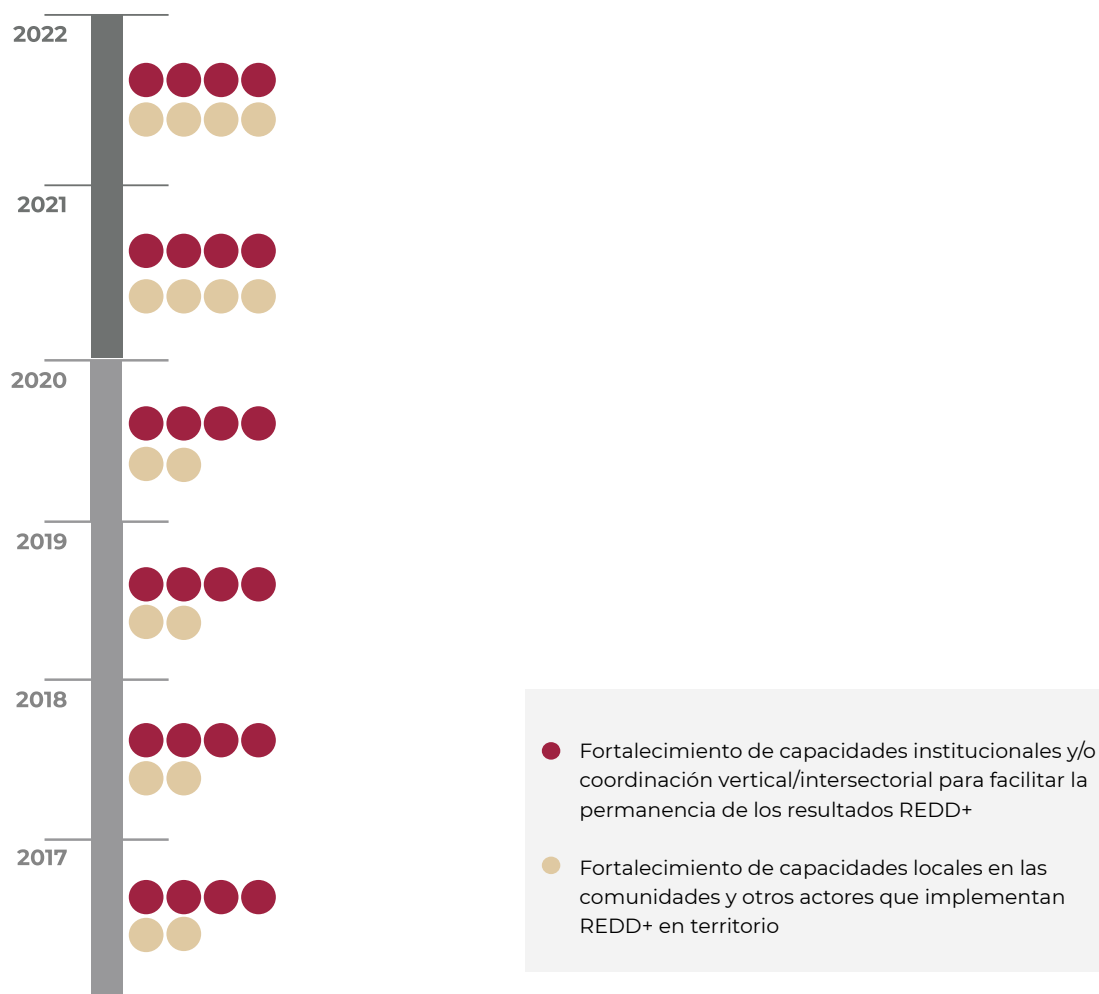 2022
2021
2020
2019
2018
2017
Fortalecimiento de capacidades institucionales y/o
coordinación vertical/intersectorial para facilitar la
permanencia de los resultados REDD+
Fortalecimiento de capacidades locales en las
comunidades y otros actores que implementan
REDD+ en territorio